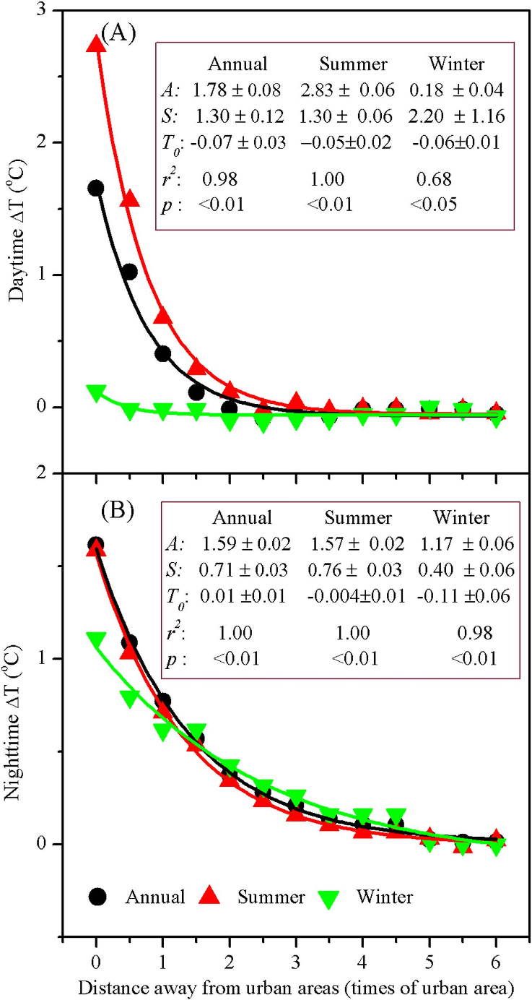 3
(A)
Annual Summer Winter
A: 1.78 ± 0.08 2.83 ± 0.06 0.18 ± 0.04
S: 1.30 ± 0.12 1.30 ± 0.06 2.20 ± 1.16
T0: -0.07 ± 0.03 −0.05±0.02 -0.06±0.01
r2: 0.98 1.00 0.68
p : <0.01 <0.01 <0.05
2
1
0
Daytime ΔT (oC)
2
(B)
Annual Summer Winter
A: 1.59 ± 0.02 1.57 ± 0.02 1.17 ± 0.06
S: 0.71 ± 0.03 0.76 ± 0.03 0.40 ± 0.06
T0: 0.01 ±0.01 -0.004±0.01 -0.11 ±0.06
r2: 1.00 1.00 0.98
p : <0.01 <0.01 <0.01
1
0
Nighttime ΔT (oC)
Annual Summer Winter
0 1 2 3 4 5 6
Distance away from urban areas (times of urban area)